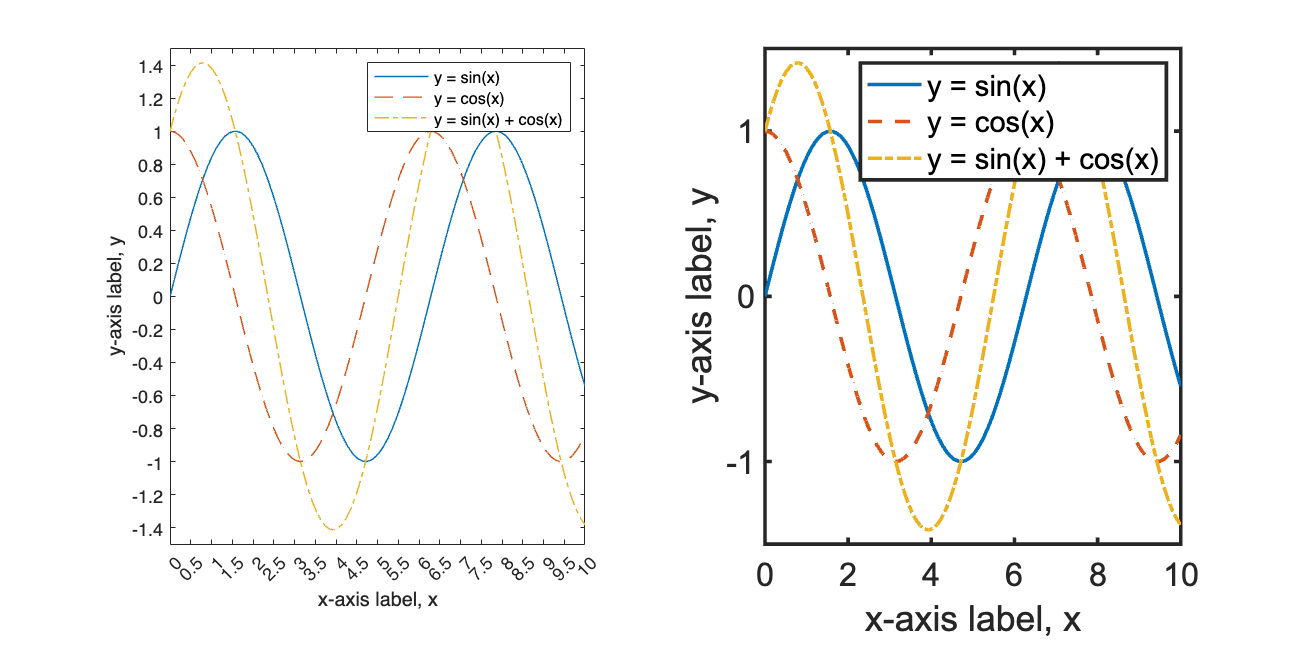 1.4
1.2
1
0.8
0.6
0.4
0.2
0
-0.2
-0.4
-0.6
-0.8
-1
-1.2
-1.4
y-axis label, y
y = sin(x)
y = cos(x)
y = sin(x) + cos(x)
0 0.5 1 1.5 2 2.5 3 3.5 4 4.5 5 5.5 6 6.5 7 7.5 8 8.5 9 9.5 10
x-axis label, x
1
0
-1
y-axis label, y
y = sin(x)
y = cos(x)
y = sin(x) + cos(x)
0 2 4 6 8 10
x-axis label, x